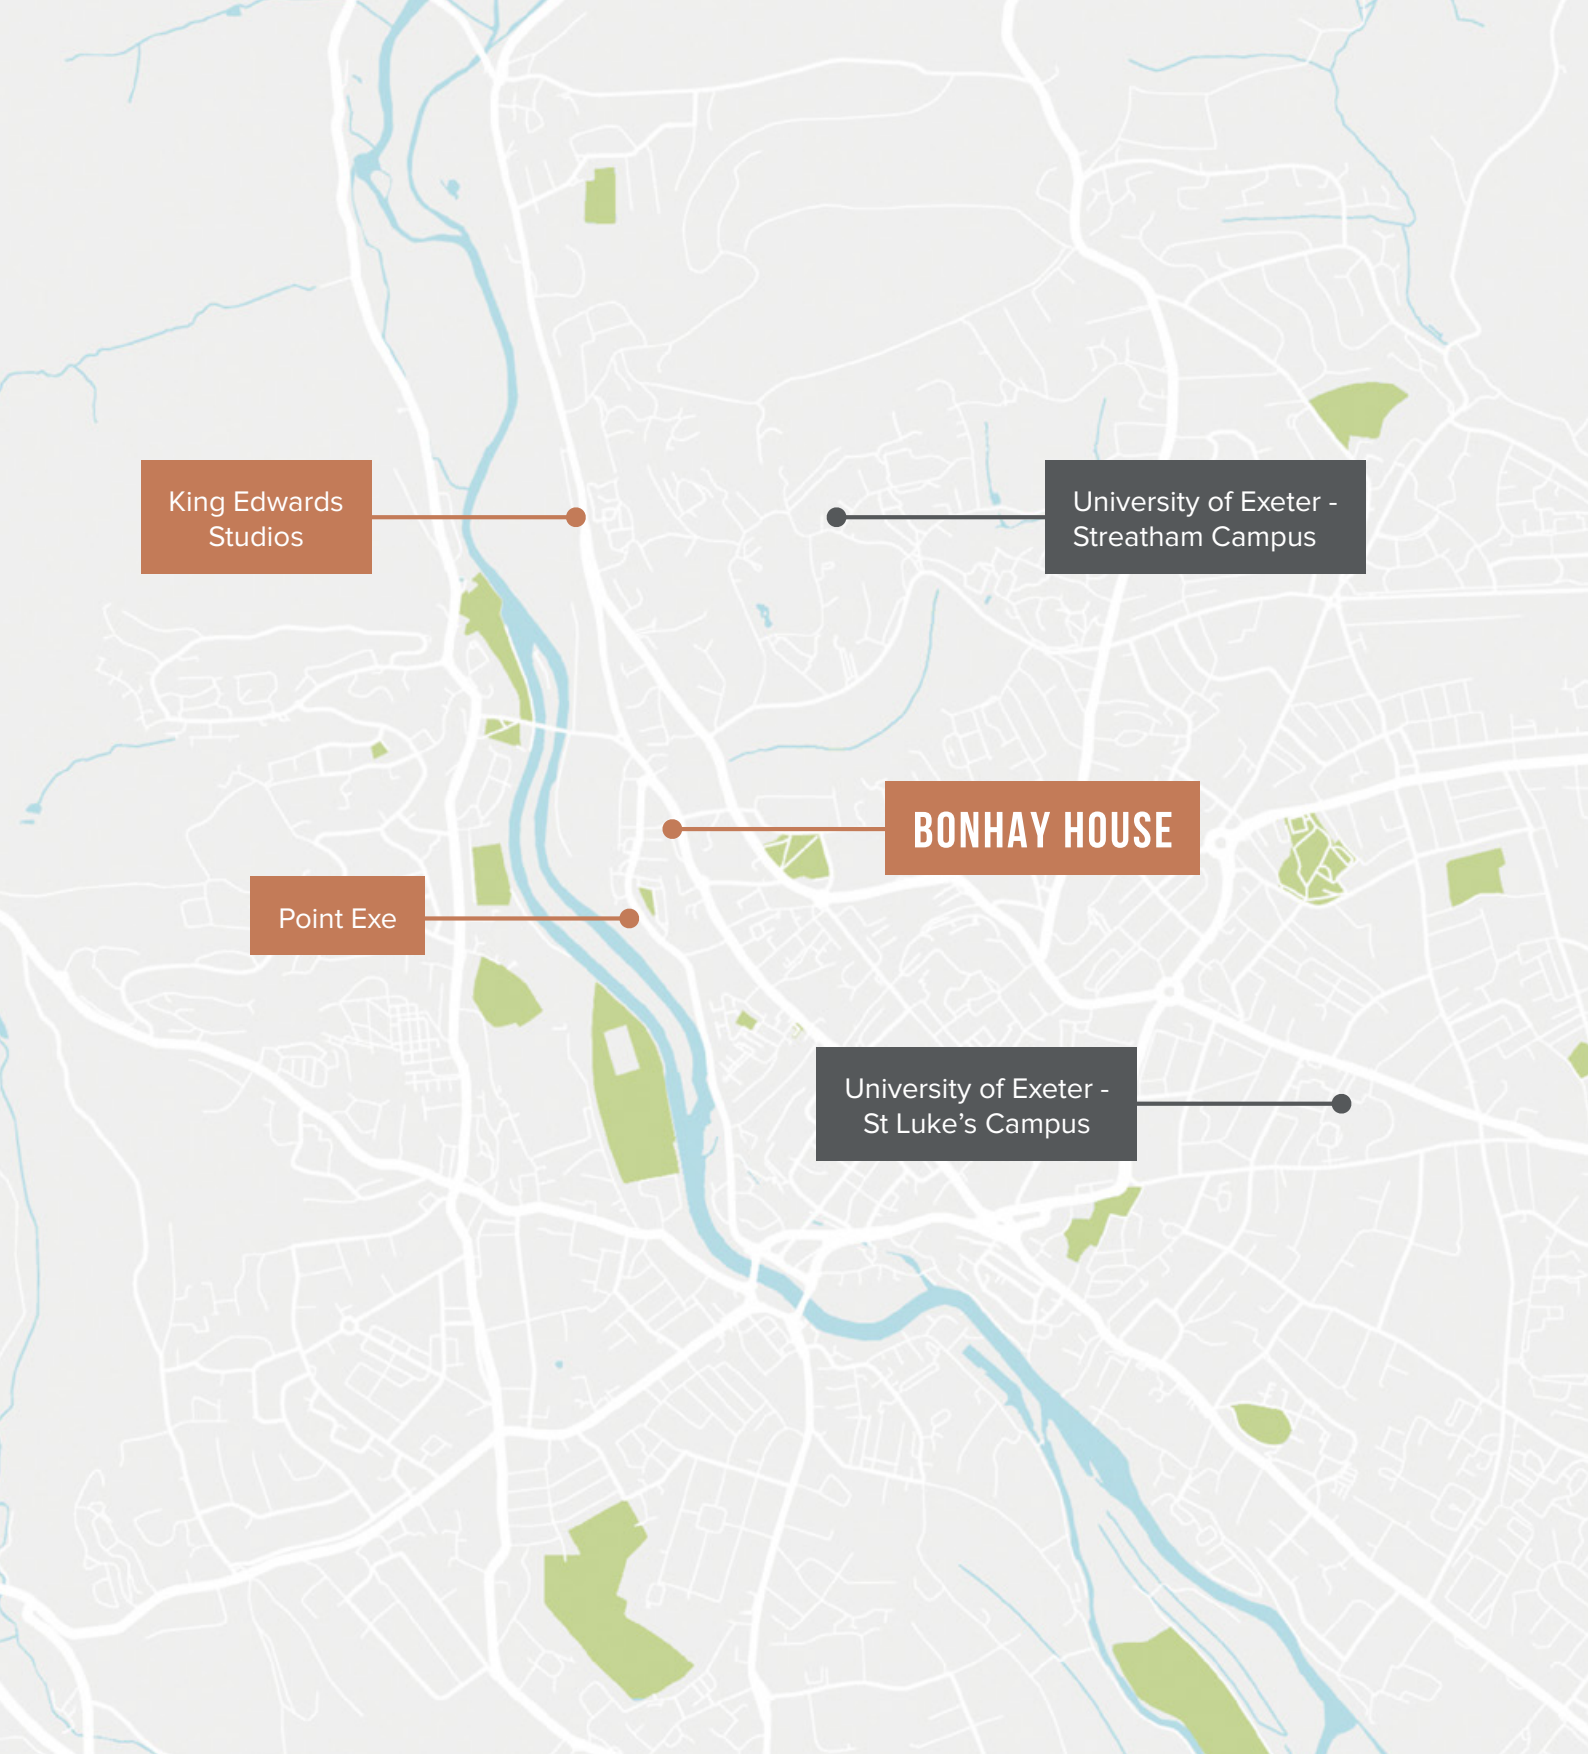 King Edwards
Studios
University of Exeter -
Streatham Campus
BONHAY HOUSE
Point Exe
University of Exeter -
St Luke’s Campus